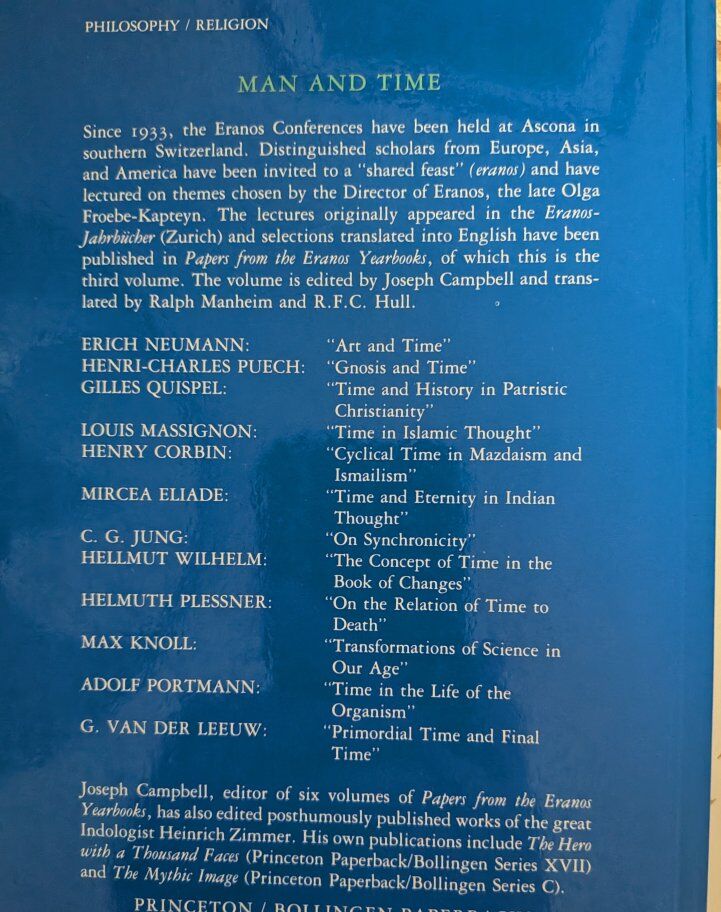 PHILOSOPHY / RELIGION
MAN AND TIME
Since 1933, the Eranos Conferences have been held at Ascona in
southern Switzerland. Distinguished scholars from Europe, Asia,
and America have been invited to a "shared feast" (eranos) and have
lectured on themes chosen by the Director of Eranos, the late Olga
Froebe-Kapteyn. The lectures originally appeared in the Eranos-
Jahrbücher (Zurich) and selections translated into English have been
published in Papers from the Eranos Yearbooks, of which this is the
third volume. The volume is edited by Joseph Campbell and trans-
lated by Ralph Manheim and R.F.C. Hull.
ERICH NEUMANN: "Art and Time"
HENRI-CHARLES PUECH: "Gnosis and Time"
GILLES QUISPEL: "Time and History in Patristic
Christianity"
LOUIS MASSIGNON: "Time in Islamic Thought"
HENRY CORBIN: "Cyclical Time in Mazdaism and
Ismailism"
MIRCEA ELIADE: "Time and Eternity in Indian
Thought"
C. G. JUNG: "On Synchronicity"
HELLMUT WILHELM: "The Concept of Time in the
Book of Changes"
HELMUTH PLESSNER: "On the Relation of Time to
Death"
MAX KNOLL: "Transformations of Science in
Our Age"
ADOLF PORTMANN: "Time in the Life of the
Organism"
G. VAN DER LEEUW: "Primordial Time and Final
Time"
Joseph Campbell, editor of six volumes of Papers from the Eranos
Yearbooks, has also edited posthumously published works of the great
Indologist Heinrich Zimmer. His own publications include The Hero
with a Thousand Faces (Princeton Paperback/Bollingen Series XVII)
and The Mythic Image (Princeton Paperback/Bollingen Series C).
PRINCETON / BOLLINGEN